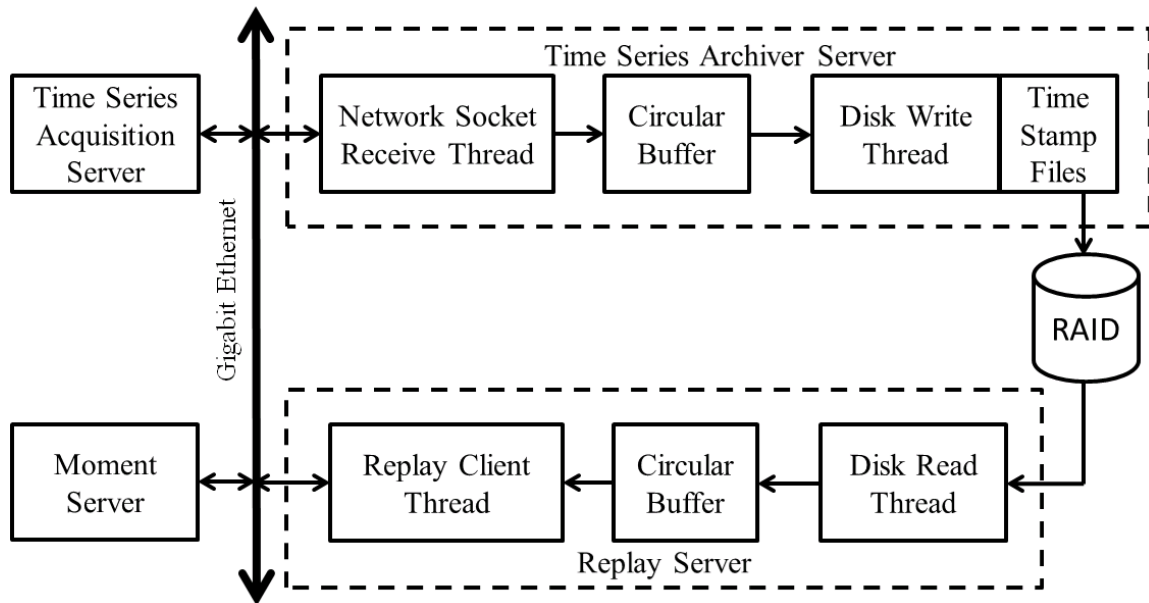 Time Series Archiver Server
Time Series
Acquisition
Server
Network Socket
Receive Thread
Circular
Buffer
Disk Write
Thread
Time
Stamp
Files
Gigabit Ethernet
RAID
Moment
Server
Replay Client
Thread
Circular
Buffer
Disk Read
Thread
Replay Server